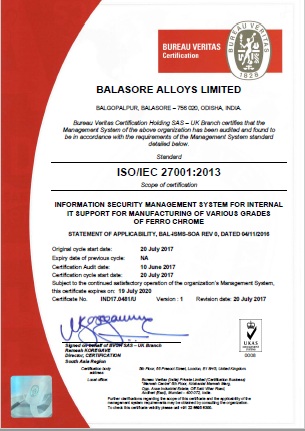 BUREAU VERITAS
Certification
BUREAU VERITAS
1828
BALASORE ALLOYS LIMITED
BALGOPALPUR, BALASORE – 756 020, ODISHA, INDIA.
Bureau Veritas Certification Holding SAS – UK Branch certifies that the
Management System of the above organization has been audited and found to
be in accordance with the requirements of the Management System standard
detailed below.
Standard
ISO/IEC 27001:2013
Scope of certification
INFORMATION SECURITY MANAGEMENT SYSTEM FOR INTERNAL
IT SUPPORT FOR MANUFACTURING OF VARIOUS GRADES
OF FERRO CHROME
STATEMENT OF APPLICABILITY, BAL-ISMS-SOA REV 0, DATED 04/11/2016
Original cycle start date: 20 July 2017
Expiry date of previous cycle: NA
Certification Audit date: 10 June 2017
Certification cycle start date: 20 July 2017
Subject to the continued satisfactory operation of the organization's Management System,
this certificate expires on: 19 July 2020
Certificate No. IND17.0481/U Version : 1 Revision date: 20 July 2017
Signed on behalf of BVCH SAS – UK Branch
Ramesh KOREGAVE
Director, CERTIFICATION
South Asia Region
UKAS
MANAGEMENT
SYSTEMS
0008
Certification body
address
5th Floor, 66 Prescot Street, London, E1 8HG, United Kingdom.
Local office
Bureau Veritas (India) Private Limited (Certification Business)
Andheri (East), Mumbai - 400 072, India.
Further clarifications regarding the scope of this certificate and the applicability of the
management system requirements may be obtained by consulting the organization.
To check this certificate validity please call